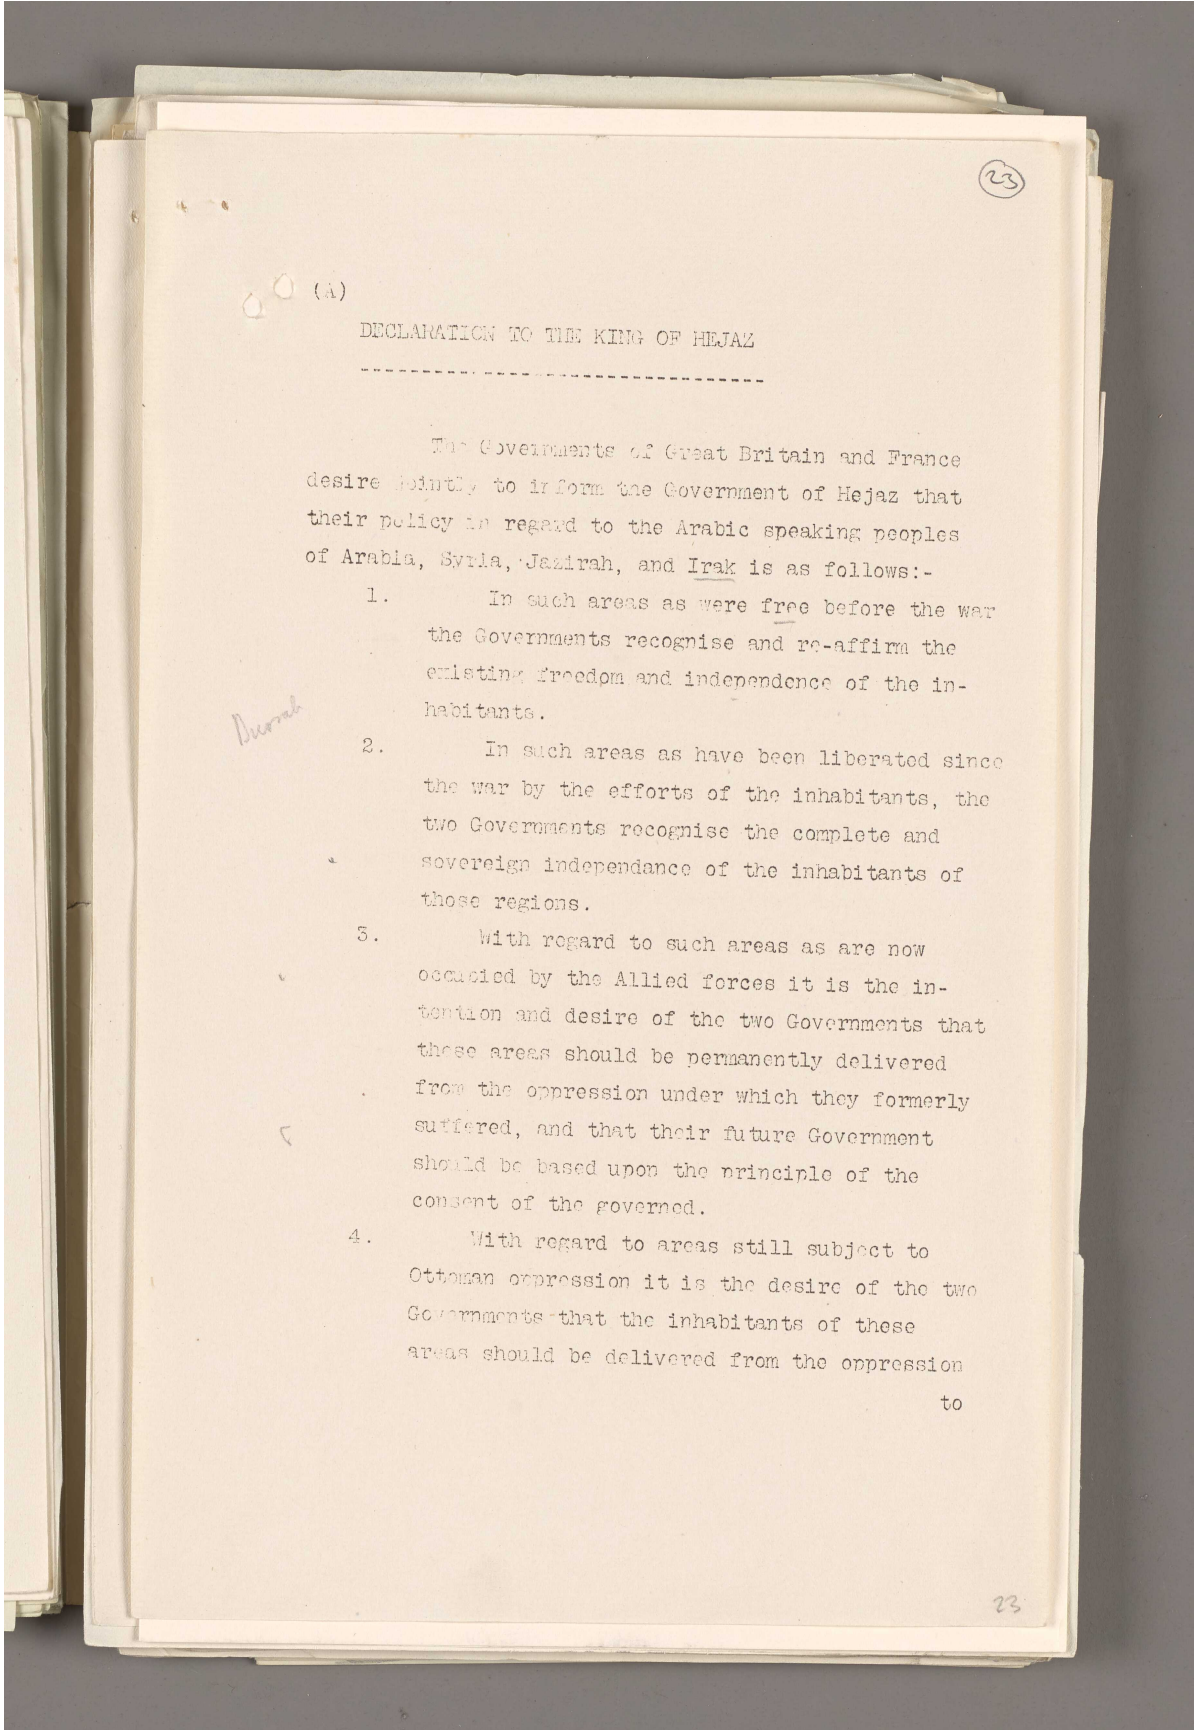 23
(A)
DECLARATION TO THE KING OF HEJAZ
The Governments of Great Britain and France
desire jointly to inform the Government of Hejaz that
their policy in regard to the Arabic speaking peoples
of Arabia, Syria, Jazirah, and Irak is as follows:-
1. In such areas as were free before the war
the Governments recognise and re-affirm the
existing freedom and independence of the in-
habitants.
2. In such areas as have been liberated since
the war by the efforts of the inhabitants, the
two Governments recognise the complete and
sovereign independance of the inhabitants of
those regions.
3. With regard to such areas as are now
occupied by the Allied forces it is the in-
tention and desire of the two Governments that
these areas should be permanently delivered
from the oppression under which they formerly
suffered, and that their future Government
should be based upon the principle of the
consent of the governed.
4. With regard to areas still subject to
Ottoman oppression it is the desire of the two
Governments that the inhabitants of these
areas should be delivered from the oppression
to
23